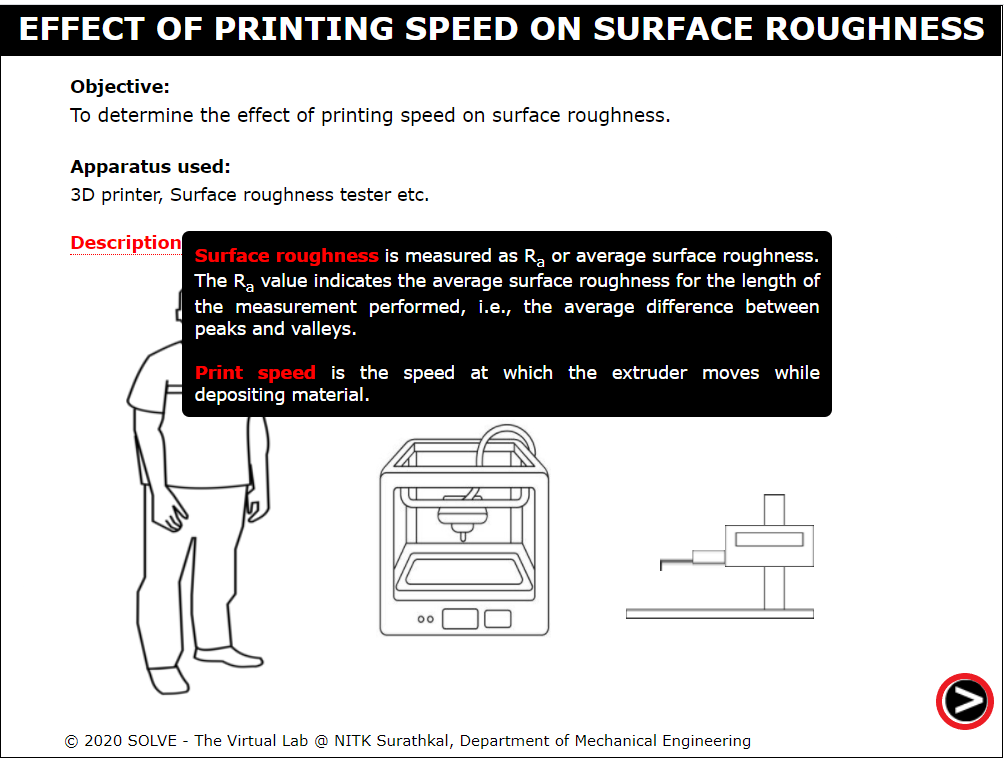 EFFECT OF PRINTING SPEED ON SURFACE ROUGHNESS
Objective:
To determine the effect of printing speed on surface roughness.
Apparatus used:
3D printer, Surface roughness tester etc.
Description
Surface roughness is measured as Ra or average surface roughness.
The Ra value indicates the average surface roughness for the length of
the measurement performed, i.e., the average difference between
peaks and valleys.
Print speed is the speed at which the extruder moves while
depositing material.
© 2020 SOLVE - The Virtual Lab @ NITK Surathkal, Department of Mechanical Engineering